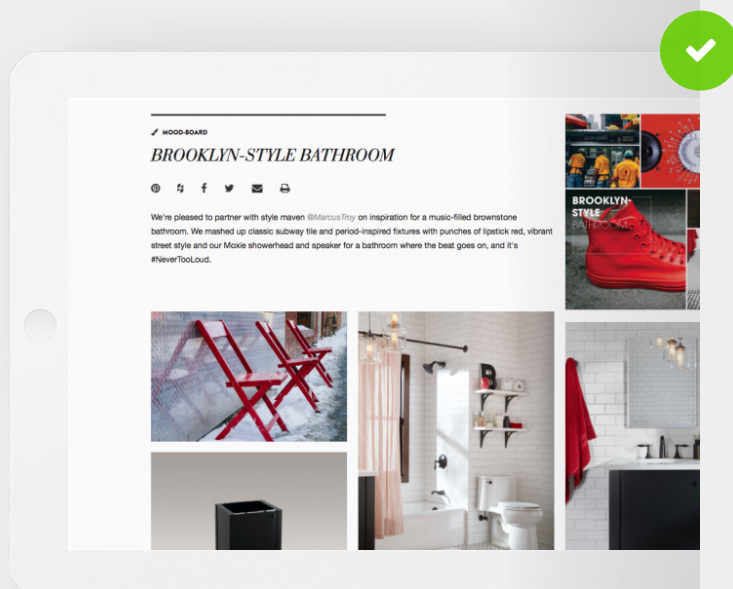 MOOD-BOARD
BROOKLYN-STYLE BATHROOM
We're pleased to partner with style maven @MarcusTroy on inspiration for a music-filled brownstone
bathroom. We mashed up classic subway tile and period-inspired fixtures with punches of lipstick red, vibrant
street style and our Moxie showerhead and speaker for a bathroom where the beat goes on, and it's
#NeverTooLoud.
BROOKLYN-
STYLE
BATHROOM